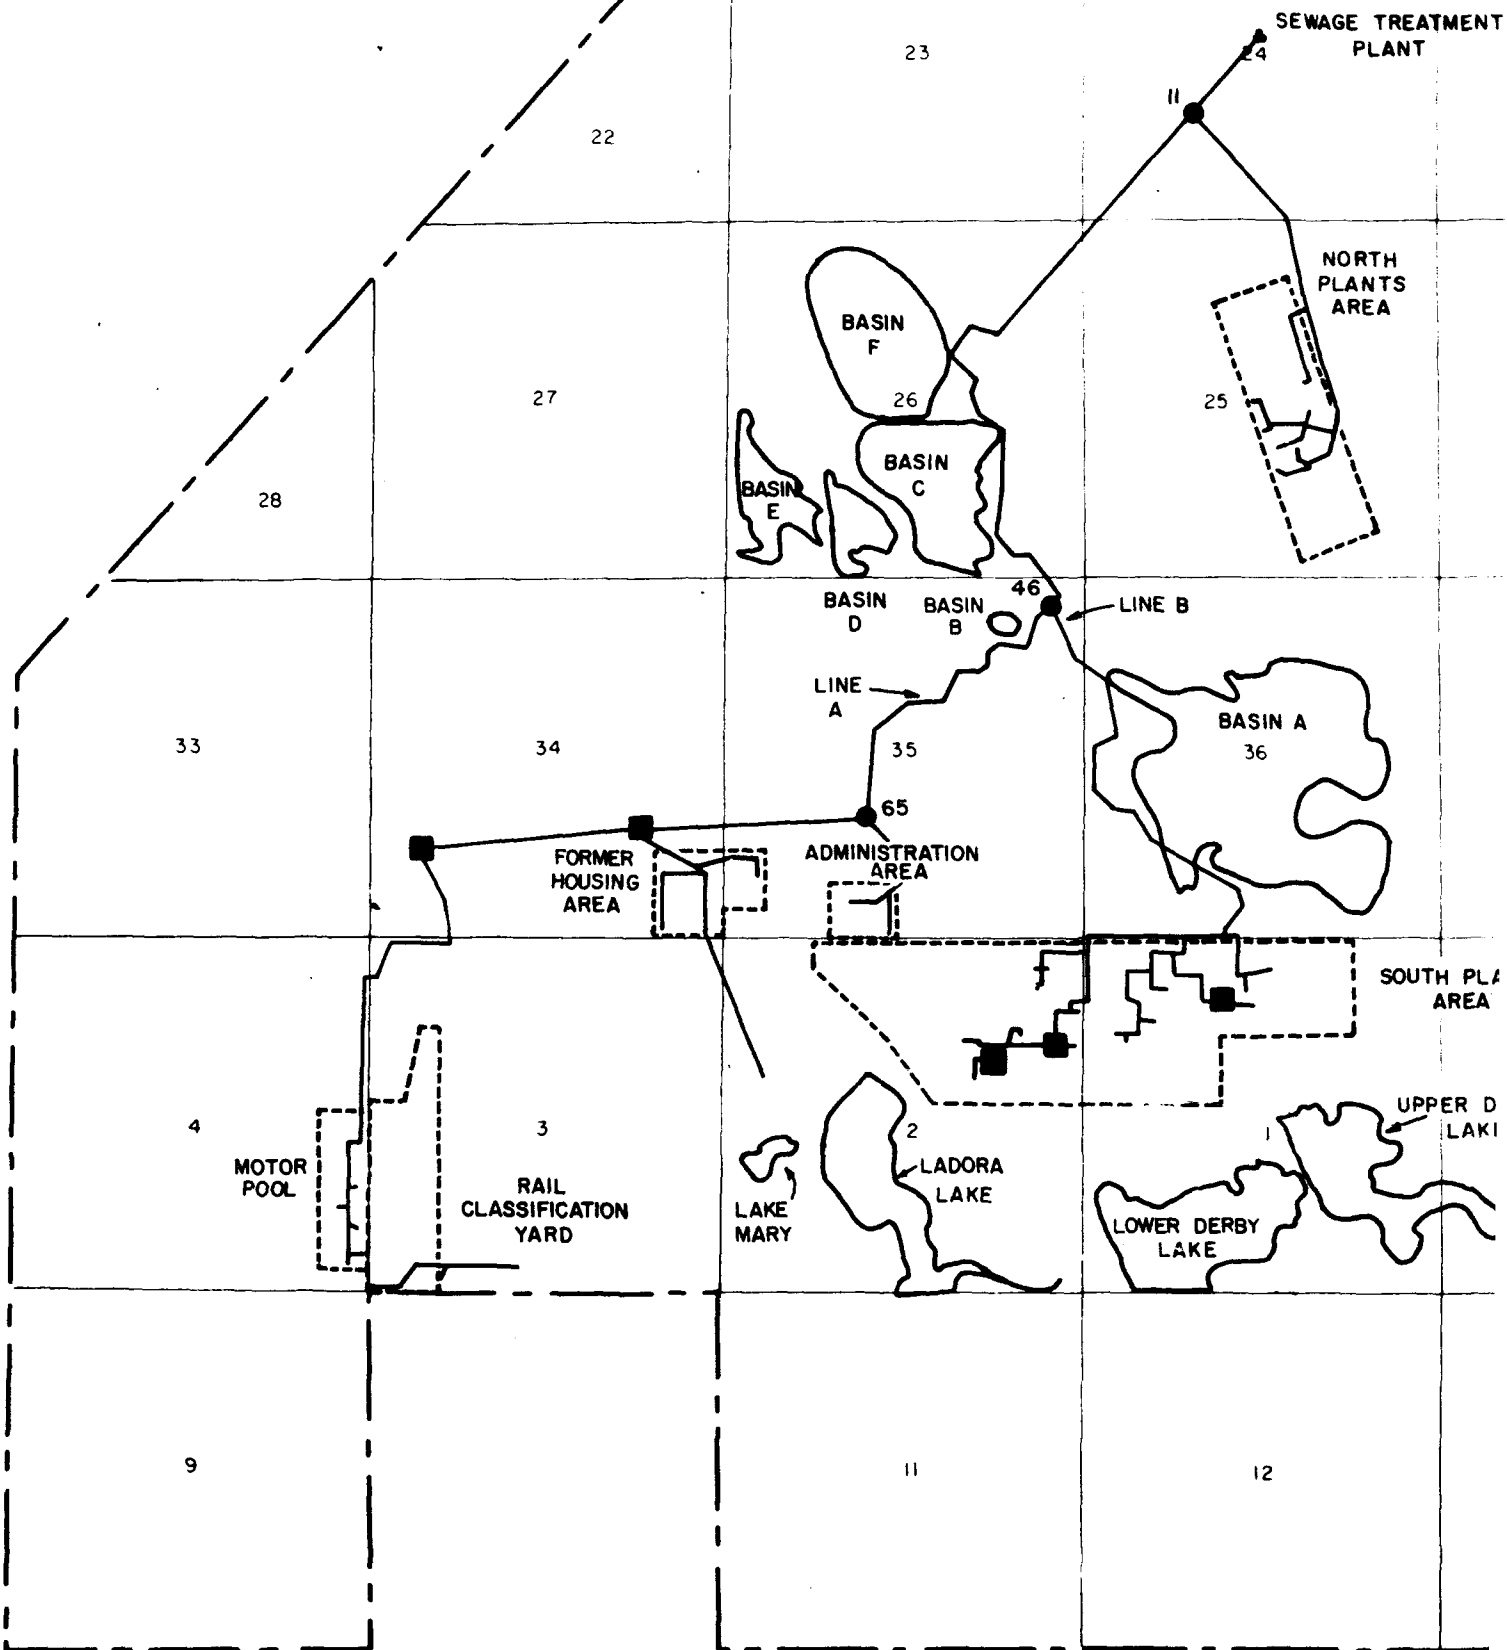 SEWAGE TREATMENT
PLANT
23
24
11
22
NORTH
PLANTS
AREA
BASIN
F
27
26
25
BASIN
C
28
BASIN
E
46
BASIN
D
BASIN
B
LINE B
LINE
A
BASIN A
33
34
35
36
65
FORMER
HOUSING
AREA
ADMINISTRATION
AREA
SOUTH PLA
AREA
UPPER D
LAKE
4
3
2
1
MOTOR
POOL
RAIL
CLASSIFICATION
YARD
LADORA
LAKE
LAKE
MARY
LOWER DERBY
LAKE
9
11
12